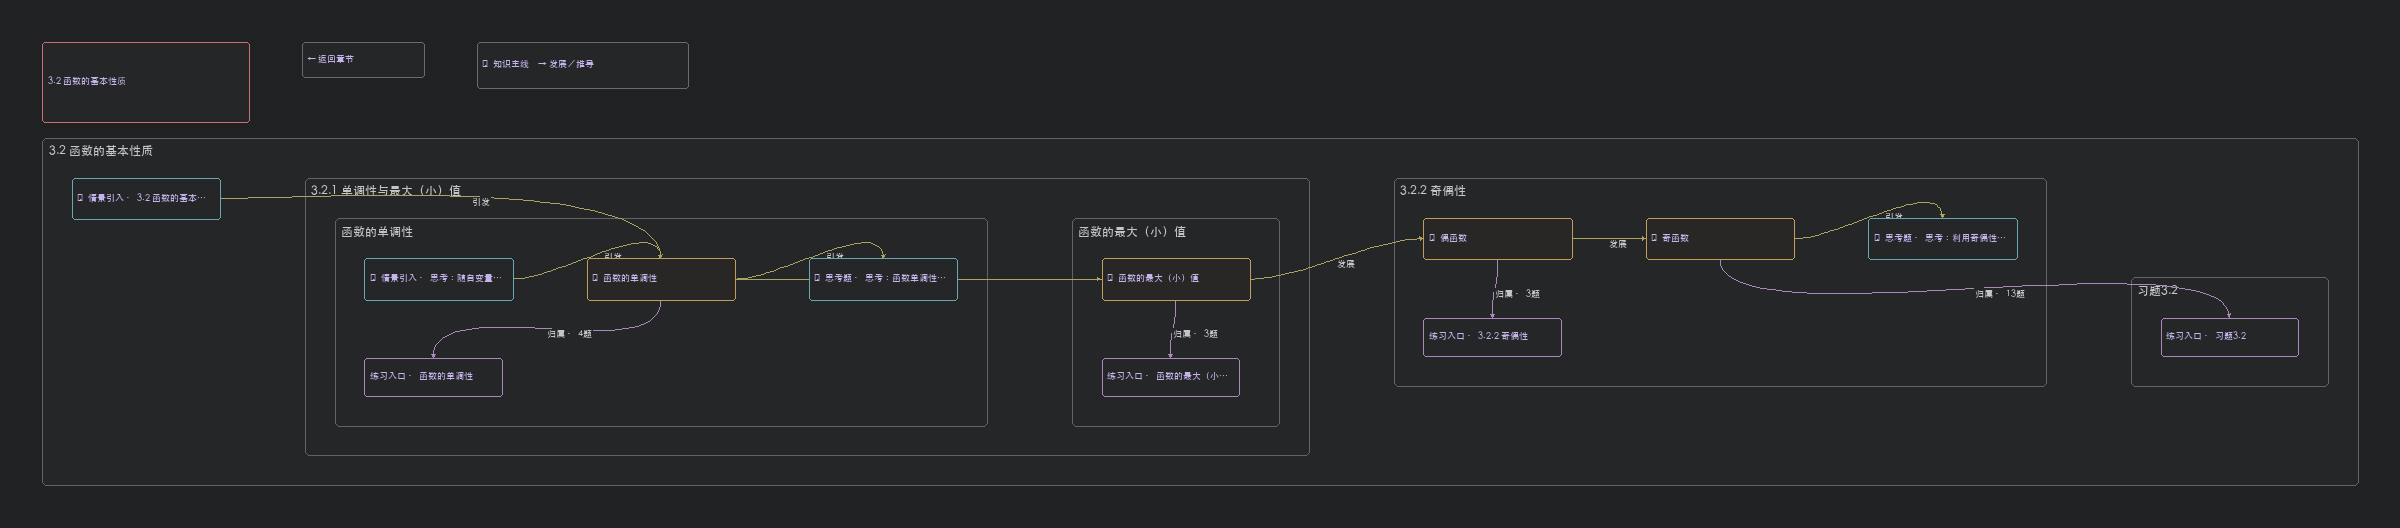 3.2 函数的基本性质
← 返回章节
知识主线 → 发展／推导
3.2 函数的基本性质
情景引入· 3.2 函数的基本…
3.2.1 单调性与最大（小）值
引发
函数的单调性
情景引入· 思考：随自变量…
引发
函数的单调性
引发
思考题· 思考：函数单调性…
归属· 4题
练习入口· 函数的单调性
函数的最大（小）值
函数的最大（小）值
归属· 3题
练习入口· 函数的最大（小…
发展
3.2.2 奇偶性
偶函数
发展
奇函数
引发
思考题· 思考：利用奇偶性…
归属· 3题
练习入口· 3.2.2 奇偶性
归属· 13题
习题3.2
练习入口· 习题3.2